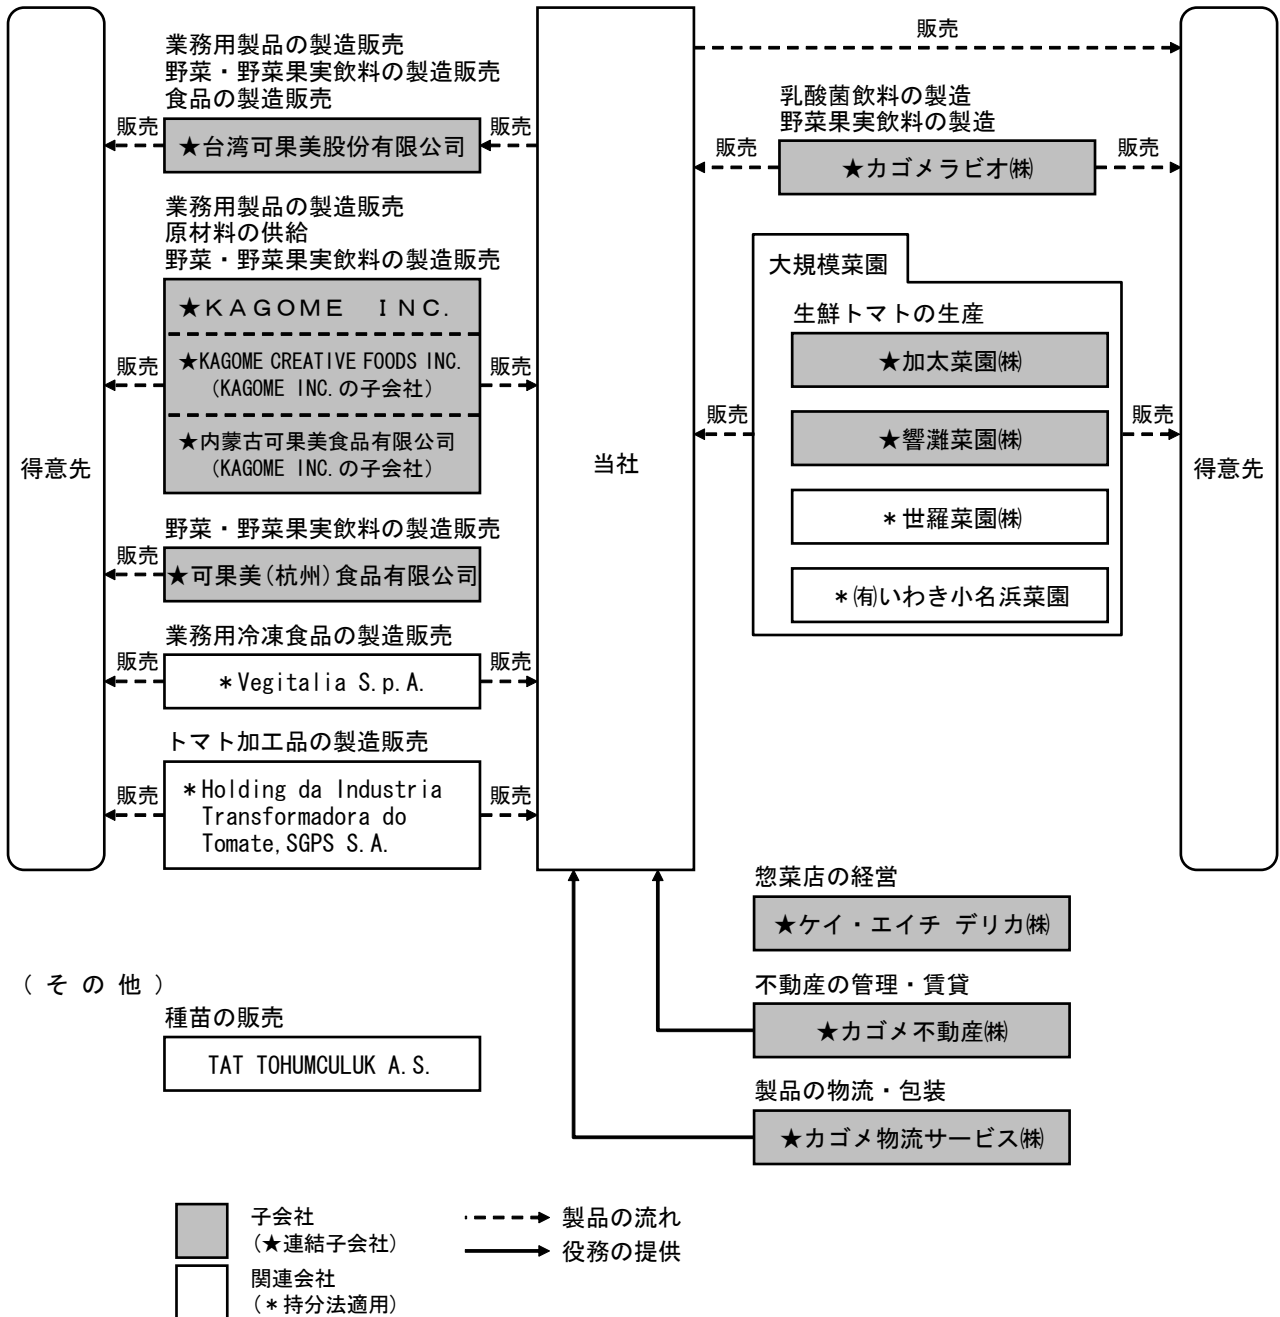 得意先
業務用製品の製造販売
野菜・野菜果実飲料の製造販売
食品の製造販売
販売
★台湾可果美股份有限公司
販売
業務用製品の製造販売
原材料の供給
野菜・野菜果実飲料の製造販売
★KAGOME INC.
販売
★KAGOME CREATIVE FOODS INC.
(KAGOME INC.の子会社)
販売
★内蒙古可果美食品有限公司
(KAGOME INC.の子会社)
野菜・野菜果実飲料の製造販売
販売
★可果美(杭州)食品有限公司
業務用冷凍食品の製造販売
販売
*Vegitalia S.p.A.
販売
トマト加工品の製造販売
販売
*Holding da Industria
Transformadora do
Tomate,SGPS S.A.
販売
当社
販売
乳酸菌飲料の製造
野菜果実飲料の製造
販売
★カゴメラビオ㈱
販売
大規模菜園
生鮮トマトの生産
★加太菜園㈱
販売
★響灘菜園㈱
販売
*世羅菜園㈱
*㈲いわき小名浜菜園
得意先
惣菜店の経営
★ケイ・エイチ デリカ㈱
不動産の管理・賃貸
★カゴメ不動産㈱
製品の物流・包装
★カゴメ物流サービス㈱
(その他)
種苗の販売
TAT TOHUMCULUK A.S.
子会社
(★連結子会社)
製品の流れ
役務の提供
関連会社
(*持分法適用)